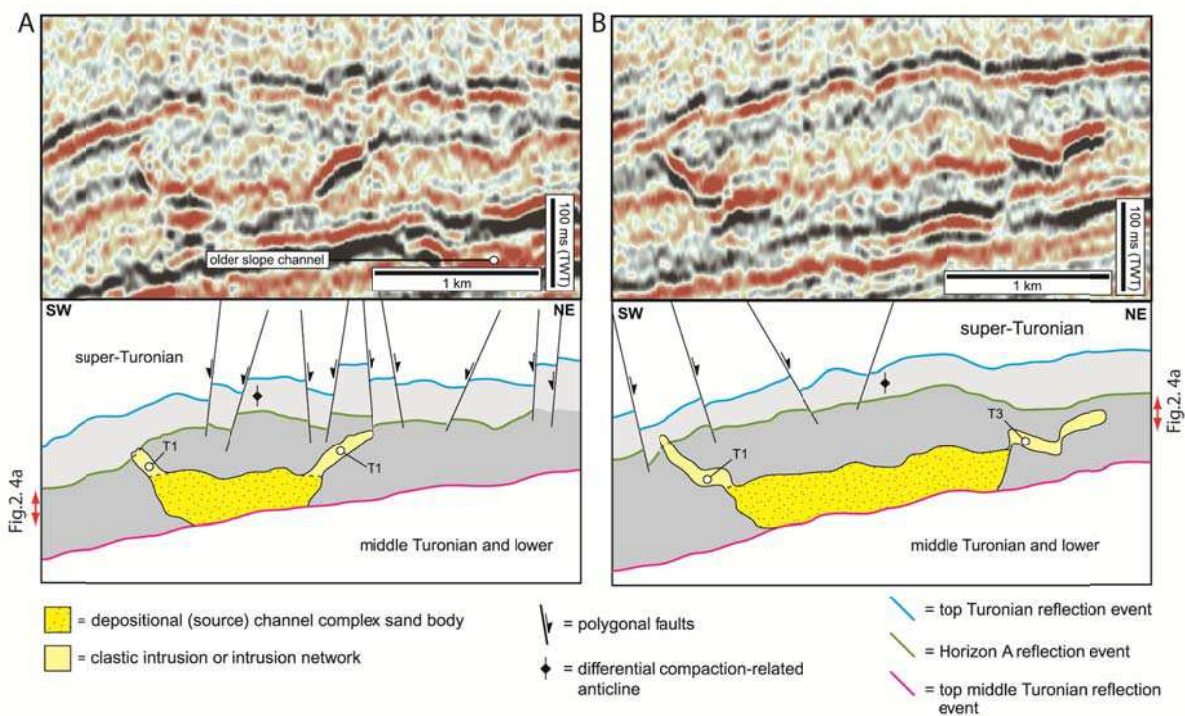 A
B
older slope channel
1 km
100 ms (TWT)
1 km
100 ms (TWT)
SW
NE
super-Turonian
T1
T1
middle Turonian and lower
Fig.2. 4a
SW
NE
super-Turonian
T1
T3
middle Turonian and lower
Fig.2. 4a
= depositional (source) channel complex sand body
= clastic intrusion or intrusion network
= polygonal faults
= differential compaction-related
anticline
= top Turonian reflection event
= Horizon A reflection event
= top middle Turonian reflection
event